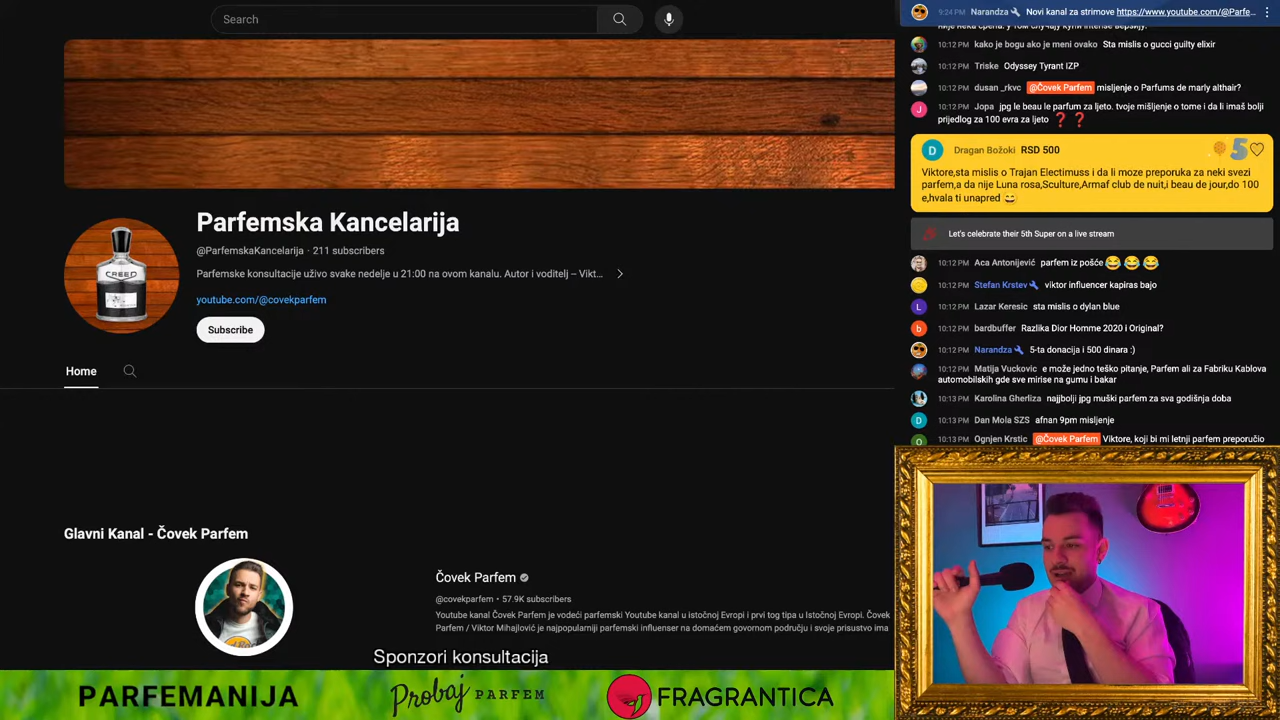 Search
Parfemska Kancelarija
@ParfemskaKancelarija · 211 subscribers
Parfemske konsultacije uživo svake nedelje u 21:00 na ovom kanalu. Autor i voditelj – Vikt...
youtube.com/@covekparfem
Subscribe
Home
CREED
Glavni Kanal - Čovek Parfem
Čovek Parfem
@covekparfem • 57.9K subscribers
Youtube kanal Čovek Parfem je vodeći parfemski Youtube kanal u istočnoj Evropi i prvi tog tipa u Istočnoj Evropi. Čovek
Parfem / Viktor Mihajlović je najpopularniji parfemski influenser na domaćem govornom području i svoje prisustvo ima
Sponzori konsultacija
PARFEMANIJA
Probaj PARFEM
FRAGRANTICA
9:24 PM Narandza Novi kanal za strimove https://www.youtube.com/@Parfe...
10:12 PM kako je bogu ako je meni ovako Sta mislis o gucci guilty elixir
10:12 PM Triske Odyssey Tyrant IZP
10:12 PM dusan _rkvc @Čovek Parfem misljenje o Parfums de marly althair?
10:12 PM Jopa jpg le beau le parfum za ljeto. tvoje mišljenje o tome i da li imaš bolji
prijedlog za 100 evra za ljeto ❓ ❓
D Dragan Božoki RSD 500
5
Viktore,sta mislis o Trajan Electimuss i da li moze preporuka za neki svezi
parfem,a da nije Luna rosa,Sculture,Armaf club de nuit,i beau de jour,do 100
e,hvala ti unapred 😄
Let's celebrate their 5th Super on a live stream
10:12 PM Aca Antonijević parfem iz pošće 😂 😂 😂
10:12 PM Stefan Krstev viktor influencer kapiras bajo
10:12 PM Lazar Keresic sta mislis o dylan blue
10:12 PM bardbuffer Razlika Dior Homme 2020 i Original?
10:12 PM Narandza 5-ta donacija i 500 dinara :)
10:12 PM Matija Vuckovic e može jedno teško pitanje, Parfem ali za Fabriku Kablova
automobilskih gde sve mirise na gumu i bakar
10:13 PM Karolina Gherliza najjbolji jpg muški parfem za sva godišnja doba
10:13 PM Dan Mola SZS afnan 9pm misljenje
10:13 PM Ognjen Krstic @Čovek Parfem Viktore, koji bi mi letnji parfem preporučio